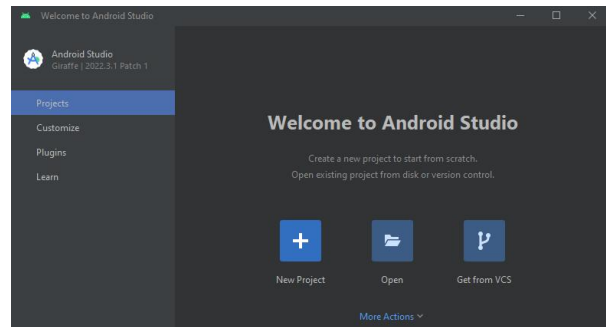 Welcome to Android Studio
Android Studio
Giraffe | 2022.3.1 Patch 1
Projects
Customize
Plugins
Learn
Welcome to Android Studio
Create a new project to start from scratch.
Open existing project from disk or version control.
New Project
Open
Get from VCS
More Actions